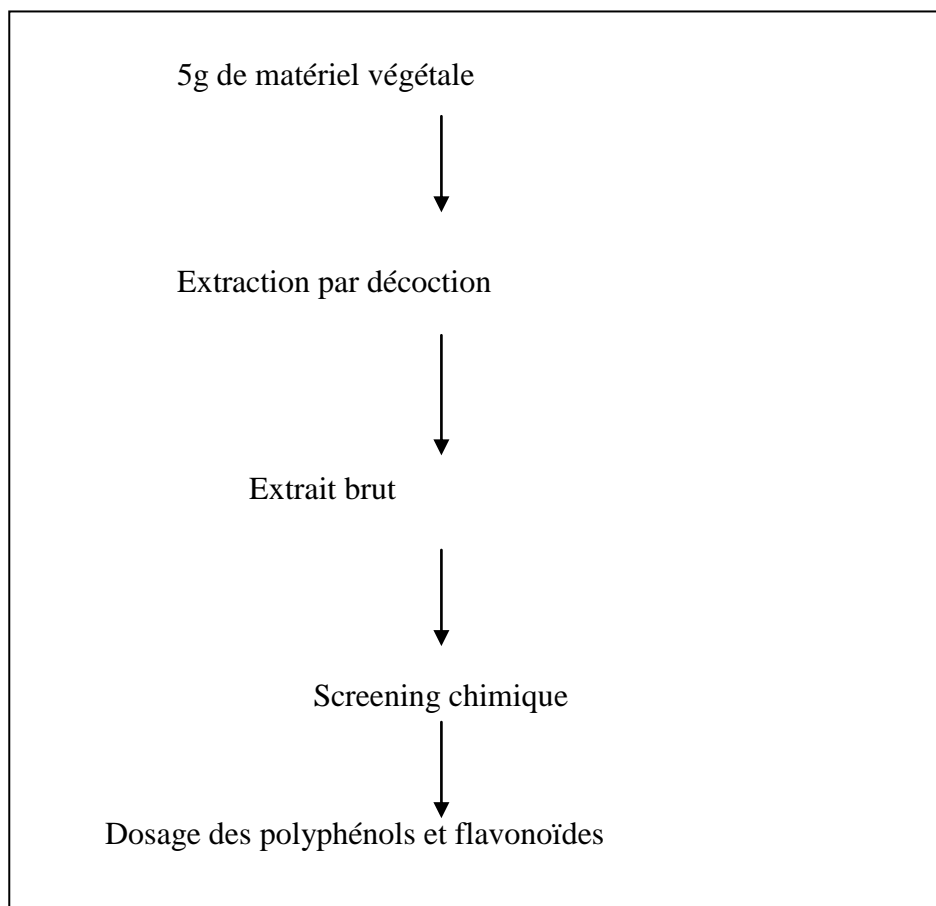 5g de matériel végétale
Extraction par décoction
Extrait brut
Screening chimique
Dosage des polyphénols et flavonoïdes